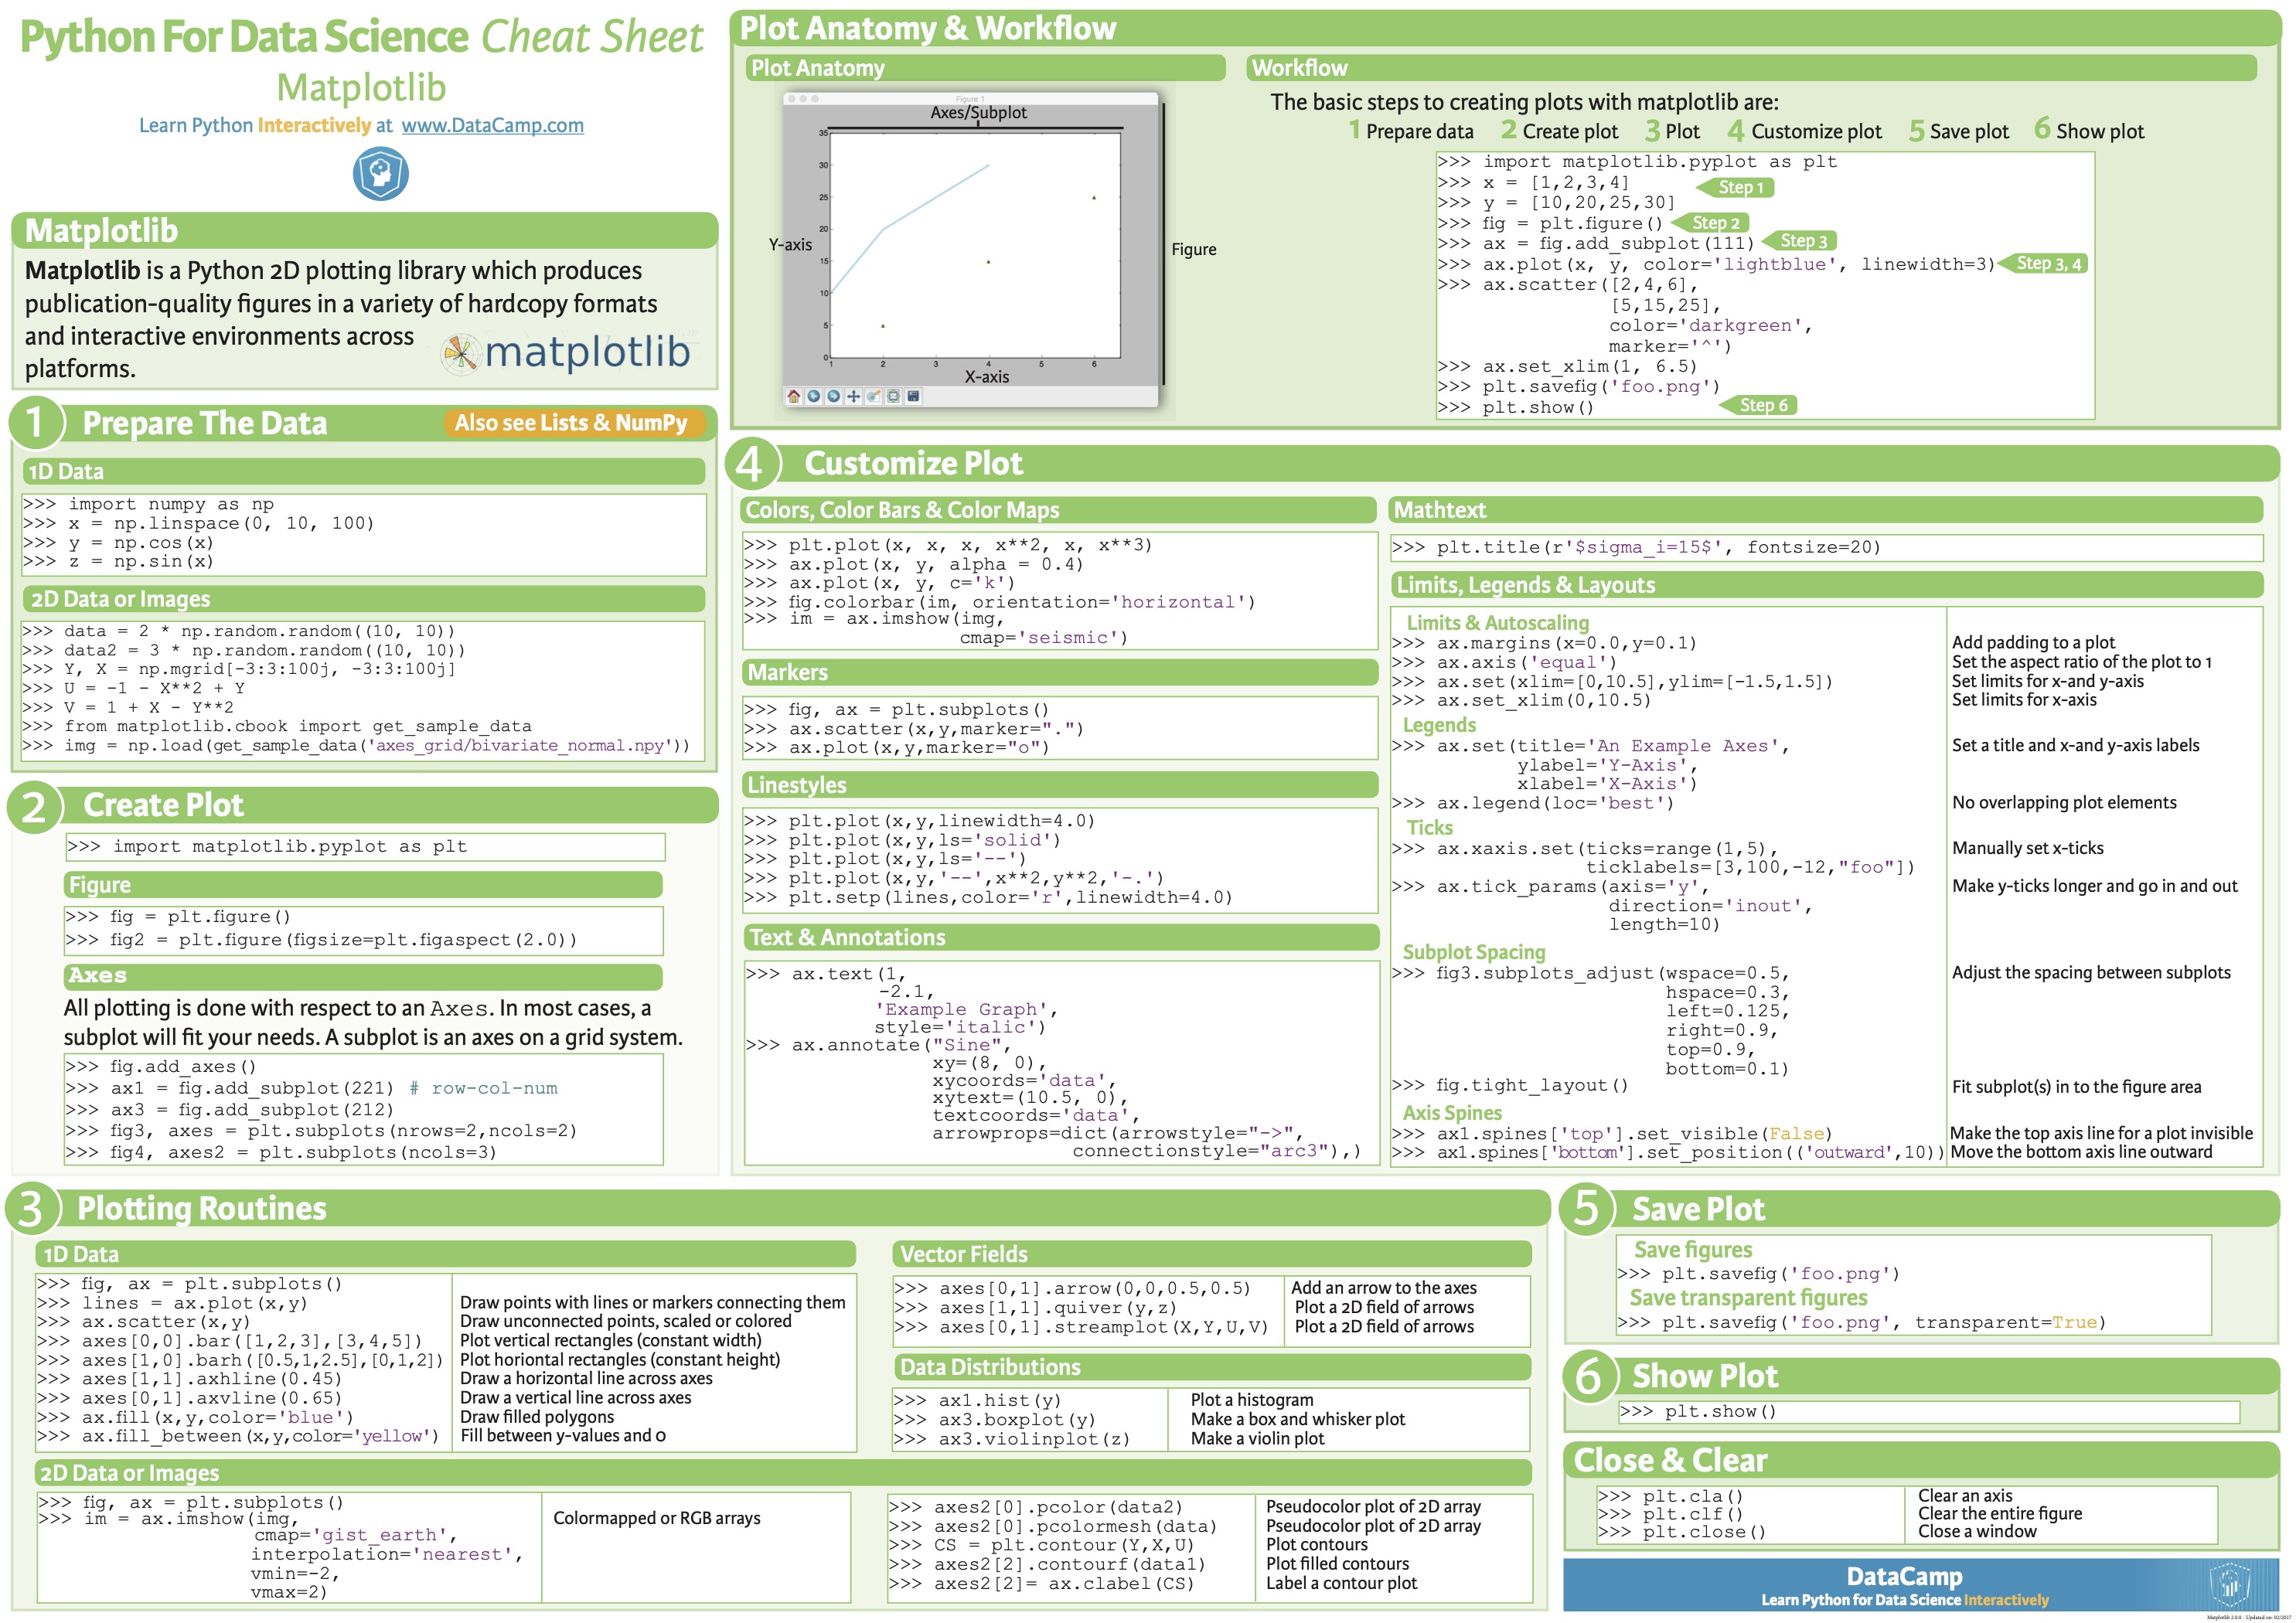 Python For Data Science Cheat Sheet
Matplotlib
Learn Python Interactively at www.DataCamp.com
Matplotlib
Matplotlib is a Python 2D plotting library which produces
publication-quality figures in a variety of hardcopy formats
and interactive environments across
platforms.
matplotlib
1 Prepare The Data
Also see Lists & NumPy
1D Data
>>> import numpy as np
>>> x = np.linspace(0, 10, 100)
>>> y = np.cos(x)
>>> z = np.sin(x)
2D Data or Images
>>> data = 2 * np.random.random((10, 10))
>>> data2 = 3 * np.random.random((10, 10))
>>> Y, X = np.mgrid[-3:3:100j, -3:3:100j]
>>> U = -1 - X**2 + Y
>>> V = 1 + X - Y**2
>>> from matplotlib.cbook import get_sample_data
>>> img = np.load(get_sample_data('axes_grid/bivariate_normal.npy'))
2 Create Plot
>>> import matplotlib.pyplot as plt
Figure
>>> fig = plt.figure()
>>> fig2 = plt.figure(figsize=plt.figaspect(2.0))
Axes
All plotting is done with respect to an Axes. In most cases, a
subplot will fit your needs. A subplot is an axes on a grid system.
>>> fig.add_axes()
>>> ax1 = fig.add_subplot(221) # row-col-num
>>> ax3 = fig.add_subplot(212)
>>> fig3, axes = plt.subplots(nrows=2,ncols=2)
>>> fig4, axes2 = plt.subplots(ncols=3)
Plot Anatomy & Workflow
Plot Anatomy
Figure 1
Axes/Subplot
35
30
25
20
15
10
5
0
Y-axis
1 2 3 4 5 6
X-axis
Figure
Workflow
The basic steps to creating plots with matplotlib are:
1 Prepare data 2 Create plot 3 Plot 4 Customize plot 5 Save plot 6 Show plot
>>> import matplotlib.pyplot as plt
>>> x = [1,2,3,4]
Step 1
>>> y = [10,20,25,30]
>>> fig = plt.figure() Step 2
>>> ax = fig.add_subplot(111) Step 3
>>> ax.plot(x, y, color='lightblue', linewidth=3) Step 3, 4
>>> ax.scatter([2,4,6],
[5,15,25],
color='darkgreen',
marker='^')
>>> ax.set_xlim(1, 6.5)
>>> plt.savefig('foo.png')
>>> plt.show() Step 6
4 Customize Plot
Colors, Color Bars & Color Maps
>>> plt.plot(x, x, x, x**2, x, x**3)
>>> ax.plot(x, y, alpha = 0.4)
>>> ax.plot(x, y, c='k')
>>> fig.colorbar(im, orientation='horizontal')
>>> im = ax.imshow(img,
cmap='seismic')
Markers
>>> fig, ax = plt.subplots()
>>> ax.scatter(x,y,marker=".")
>>> ax.plot(x,y,marker="o")
Linestyles
>>> plt.plot(x,y,linewidth=4.0)
>>> plt.plot(x,y,ls='solid')
>>> plt.plot(x,y,ls='--')
>>> plt.plot(x,y,'--',x**2,y**2,'-.')
>>> plt.setp(lines,color='r',linewidth=4.0)
Text & Annotations
>>> ax.text(1,
-2.1,
'Example Graph',
style='italic')
>>> ax.annotate("Sine",
xy=(8, 0),
xycoords='data',
xytext=(10.5, 0),
textcoords='data',
arrowprops=dict(arrowstyle="->",
connectionstyle="arc3"),)
Mathtext
>>> plt.title(r'$sigma_i=15$', fontsize=20)
Limits, Legends & Layouts
Limits & Autoscaling
>>> ax.margins(x=0.0,y=0.1) Add padding to a plot
>>> ax.axis('equal') Set the aspect ratio of the plot to 1
>>> ax.set(xlim=[0,10.5],ylim=[-1.5,1.5]) Set limits for x-and y-axis
>>> ax.set_xlim(0,10.5) Set limits for x-axis
Legends
>>> ax.set(title='An Example Axes', Set a title and x-and y-axis labels
ylabel='Y-Axis',
xlabel='X-Axis')
>>> ax.legend(loc='best') No overlapping plot elements
Ticks
>>> ax.xaxis.set(ticks=range(1,5), Manually set x-ticks
ticklabels=[3,100,-12,"foo"])
>>> ax.tick_params(axis='y', Make y-ticks longer and go in and out
direction='inout',
length=10)
Subplot Spacing
>>> fig3.subplots_adjust(wspace=0.5, Adjust the spacing between subplots
hspace=0.3,
left=0.125,
right=0.9,
top=0.9,
bottom=0.1)
>>> fig.tight_layout() Fit subplot(s) in to the figure area
Axis Spines
>>> ax1.spines['top'].set_visible(False) Make the top axis line for a plot invisible
>>> ax1.spines['bottom'].set_position(('outward',10)) Move the bottom axis line outward
3 Plotting Routines
1D Data
>>> fig, ax = plt.subplots()
>>> lines = ax.plot(x,y) Draw points with lines or markers connecting them
>>> ax.scatter(x,y) Draw unconnected points, scaled or colored
>>> axes[0,0].bar([1,2,3],[3,4,5]) Plot vertical rectangles (constant width)
>>> axes[1,0].barh([0.5,1,2.5],[0,1,2]) Plot horiontal rectangles (constant height)
>>> axes[1,1].axhline(0.45) Draw a horizontal line across axes
>>> axes[0,1].axvline(0.65) Draw a vertical line across axes
>>> ax.fill(x,y,color='blue') Draw filled polygons
>>> ax.fill_between(x,y,color='yellow') Fill between y-values and 0
Vector Fields
>>> axes[0,1].arrow(0,0,0.5,0.5) Add an arrow to the axes
>>> axes[1,1].quiver(y,z) Plot a 2D field of arrows
>>> axes[0,1].streamplot(X,Y,U,V) Plot a 2D field of arrows
Data Distributions
>>> ax1.hist(y) Plot a histogram
>>> ax3.boxplot(y) Make a box and whisker plot
>>> ax3.violinplot(z) Make a violin plot
2D Data or Images
>>> fig, ax = plt.subplots()
>>> im = ax.imshow(img, Colormapped or RGB arrays
cmap='gist_earth',
interpolation='nearest',
vmin=-2,
vmax=2)
>>> axes2[0].pcolor(data2) Pseudocolor plot of 2D array
>>> axes2[0].pcolormesh(data) Pseudocolor plot of 2D array
>>> CS = plt.contour(Y,X,U) Plot contours
>>> axes2[2].contourf(data1) Plot filled contours
>>> axes2[2]= ax.clabel(CS) Label a contour plot
5 Save Plot
Save figures
>>> plt.savefig('foo.png')
Save transparent figures
>>> plt.savefig('foo.png', transparent=True)
6 Show Plot
>>> plt.show()
Close & Clear
>>> plt.cla() Clear an axis
>>> plt.clf() Clear the entire figure
>>> plt.close() Close a window
DataCamp
Learn Python for Data Science Interactively
Matplotlib 2.0.0 - Updated on: 02/2017